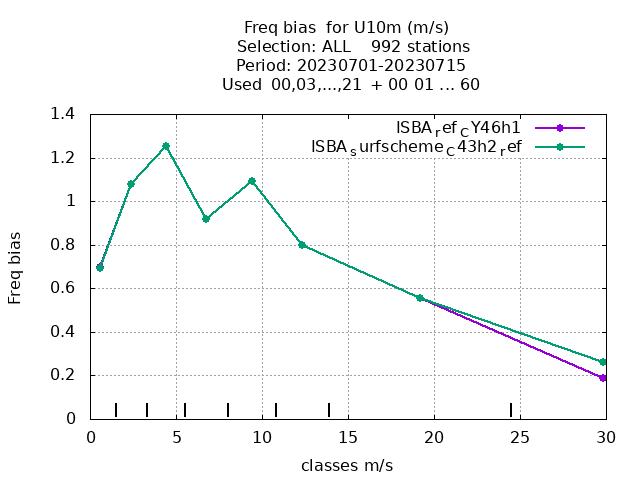 Freq bias  for U10m (m/s)
Selection: ALL    992 stations
Period: 20230701-20230715
Used  00,03,...,21  + 00 01 ... 60
ISBA_ref_CY46h1
ISBA_surfscheme_C43h2_ref
1.4
1.2
1
0.8
0.6
0.4
0.2
0
Freq bias
0 5 10 15 20 25 30
classes m/s